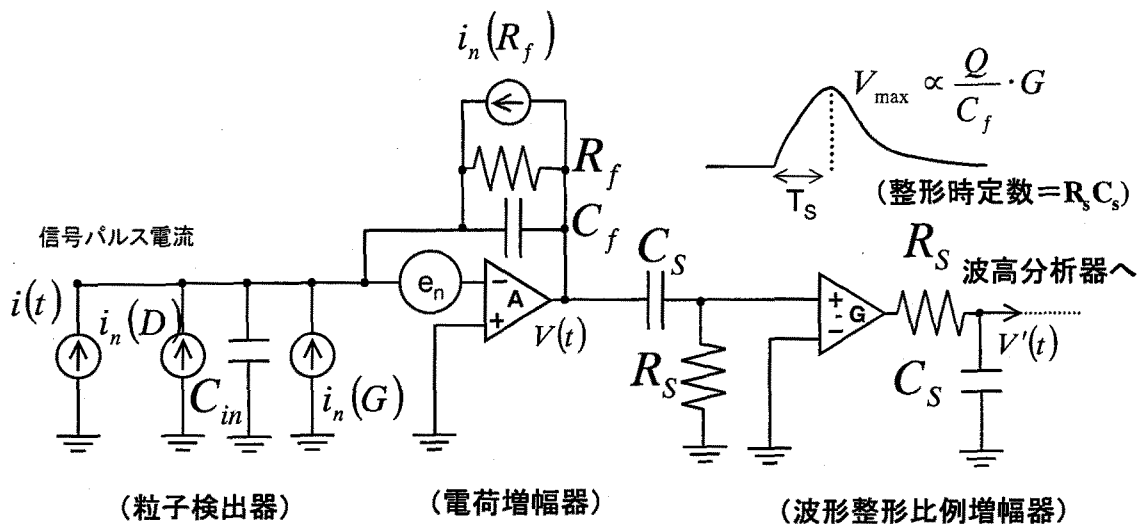 i_n(R_f)
V_max ∝ Q/C_f · G
R_f
T_S
(整形時定数=R_sC_s)
C_f
信号パルス電流
C_S
R_S
波高分析器へ
i(t)
i_n(D)
e_n
−
A
+
+
-
G
−
V(t)
V'(t)
C_in
i_n(G)
R_S
C_S
(粒子検出器)
(電荷増幅器)
(波形整形比例増幅器)